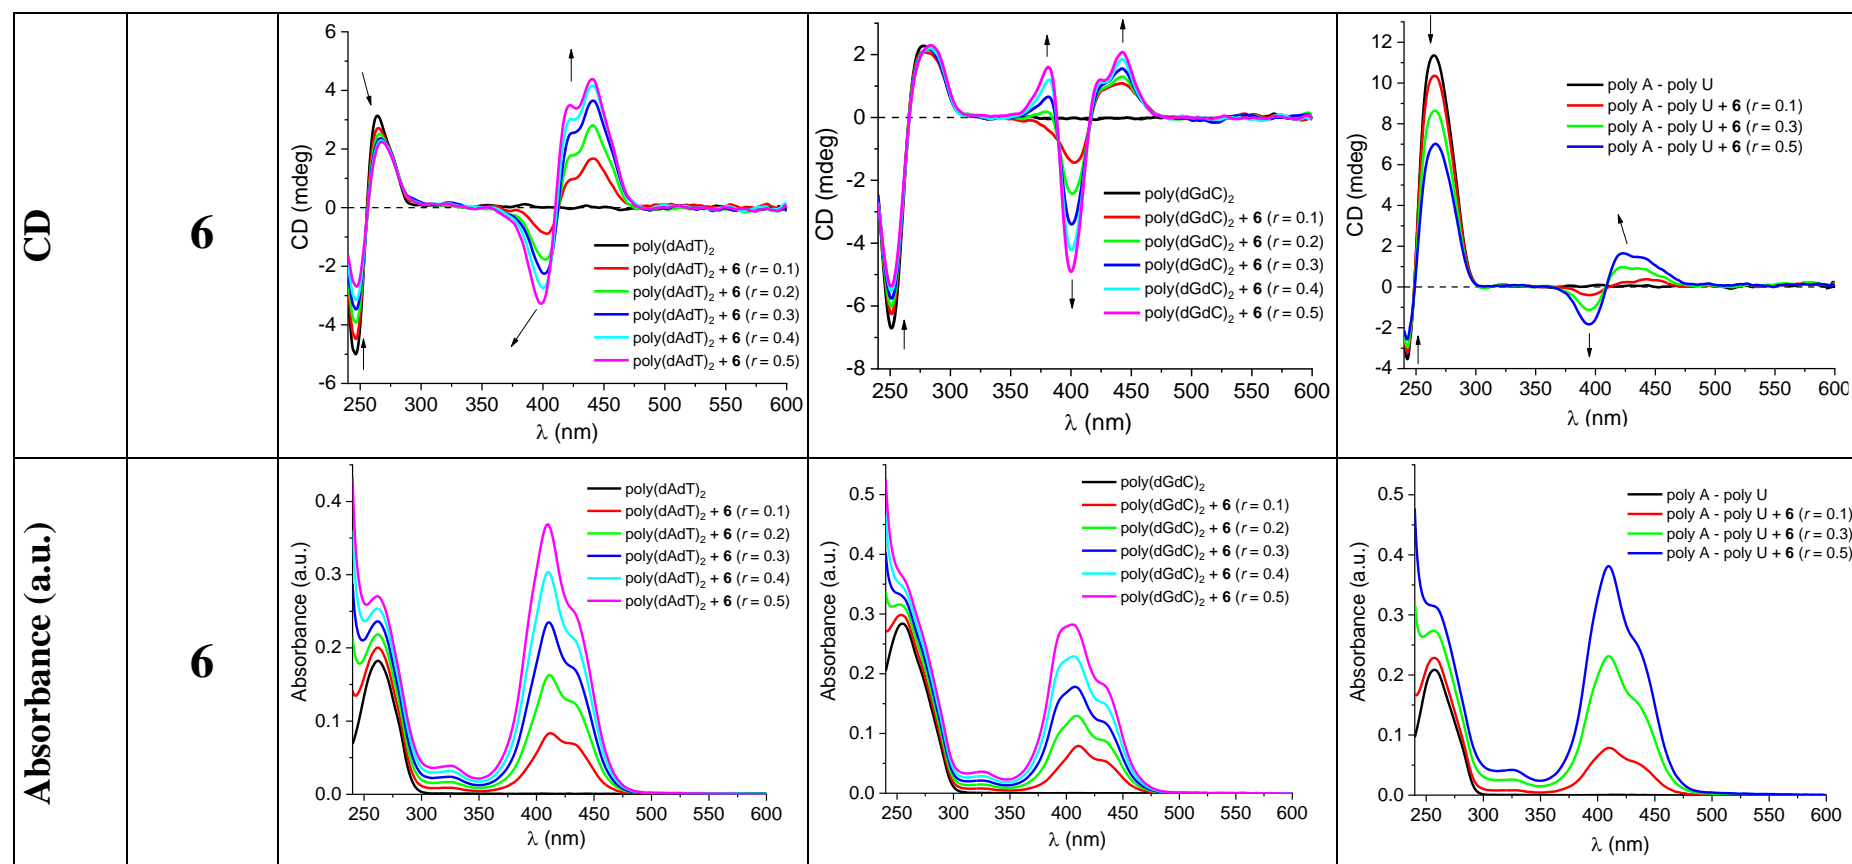 CD
6
CD (mdeg)
6
4
2
0
-2
-4
-6
250 300 350 400 450 500 550 600
λ (nm)
poly(dAdT)2
poly(dAdT)2 + 6 (r = 0.1)
poly(dAdT)2 + 6 (r = 0.2)
poly(dAdT)2 + 6 (r = 0.3)
poly(dAdT)2 + 6 (r = 0.4)
poly(dAdT)2 + 6 (r = 0.5)
CD (mdeg)
2
0
-2
-4
-6
-8
250 300 350 400 450 500 550 600
λ (nm)
poly(dGdC)2
poly(dGdC)2 + 6 (r = 0.1)
poly(dGdC)2 + 6 (r = 0.2)
poly(dGdC)2 + 6 (r = 0.3)
poly(dGdC)2 + 6 (r = 0.4)
poly(dGdC)2 + 6 (r = 0.5)
CD (mdeg)
12
10
8
6
4
2
0
-2
-4
250 300 350 400 450 500 550 600
λ (nm)
poly A - poly U
poly A - poly U + 6 (r = 0.1)
poly A - poly U + 6 (r = 0.3)
poly A - poly U + 6 (r = 0.5)
Absorbance (a.u.)
6
Absorbance (a.u.)
0.4
0.3
0.2
0.1
0.0
250 300 350 400 450 500 550 600
λ (nm)
poly(dAdT)2
poly(dAdT)2 + 6 (r = 0.1)
poly(dAdT)2 + 6 (r = 0.2)
poly(dAdT)2 + 6 (r = 0.3)
poly(dAdT)2 + 6 (r = 0.4)
poly(dAdT)2 + 6 (r = 0.5)
Absorbance (a.u.)
0.5
0.4
0.3
0.2
0.1
0.0
250 300 350 400 450 500 550 600
λ (nm)
poly(dGdC)2
poly(dGdC)2 + 6 (r = 0.1)
poly(dGdC)2 + 6 (r = 0.2)
poly(dGdC)2 + 6 (r = 0.3)
poly(dGdC)2 + 6 (r = 0.4)
poly(dGdC)2 + 6 (r = 0.5)
Absorbance (a.u.)
0.5
0.4
0.3
0.2
0.1
0.0
250 300 350 400 450 500 550 600
λ (nm)
poly A - poly U
poly A - poly U + 6 (r = 0.1)
poly A - poly U + 6 (r = 0.3)
poly A - poly U + 6 (r = 0.5)